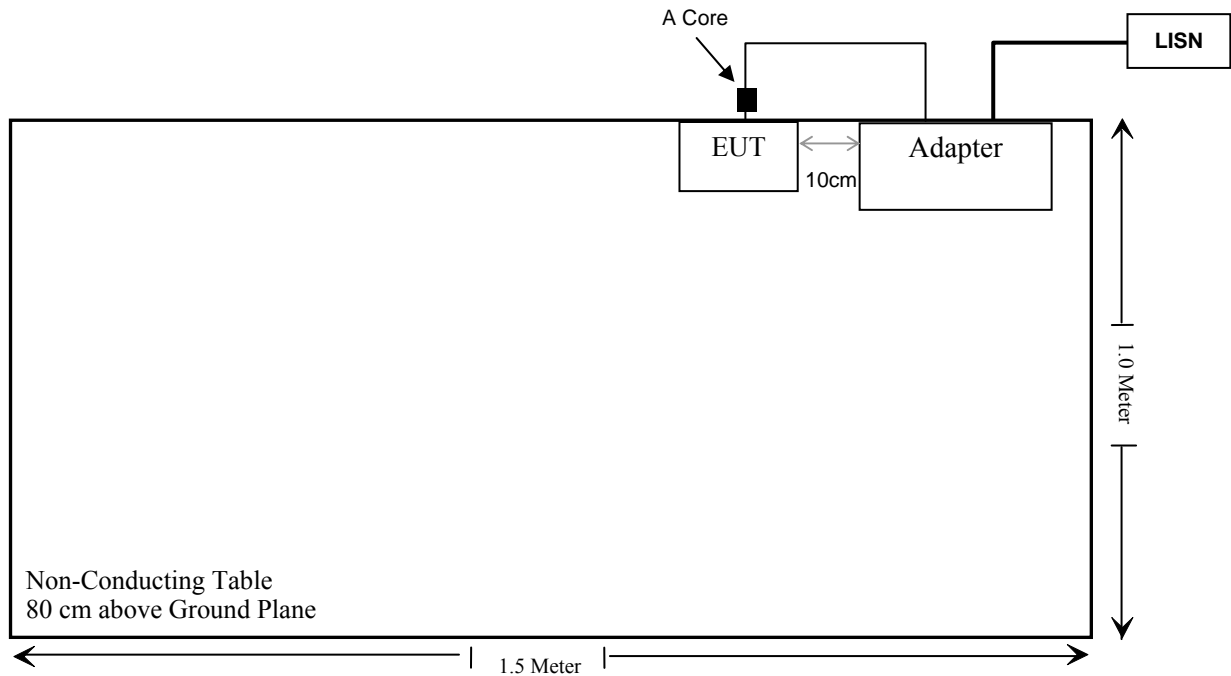 A Core
LISN
EUT
Adapter
10cm
1.0 Meter
Non-Conducting Table
80 cm above Ground Plane
1.5 Meter